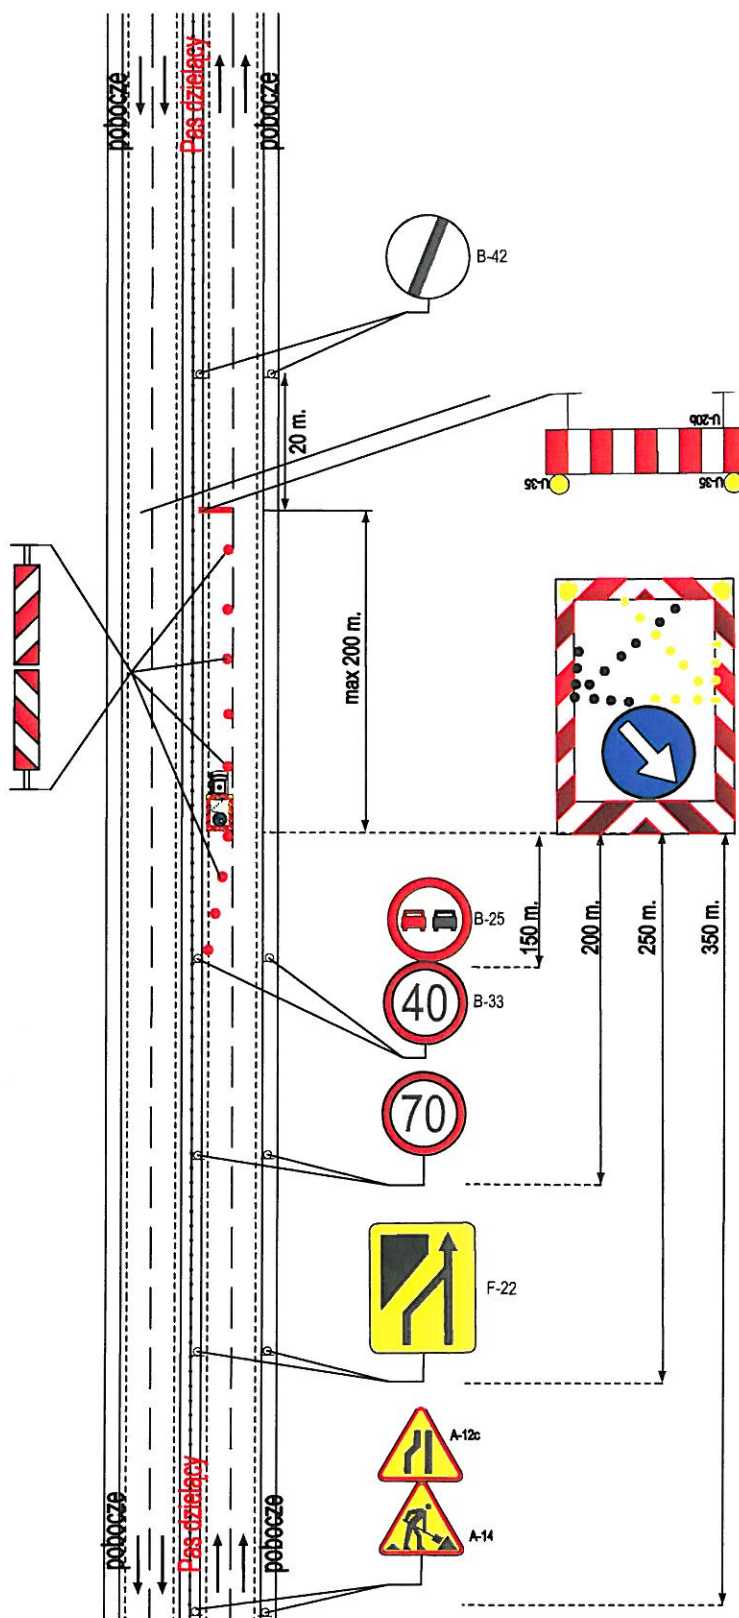 pobocze
Pas dzielący
pobocze
B-42
20 m.
U-20b
U-35
U-35
max 200 m.
B-25
150 m.
200 m.
250 m.
350 m.
40
B-33
70
F-22
A-12c
A-14
pobocze
Pas dzielący
pobocze